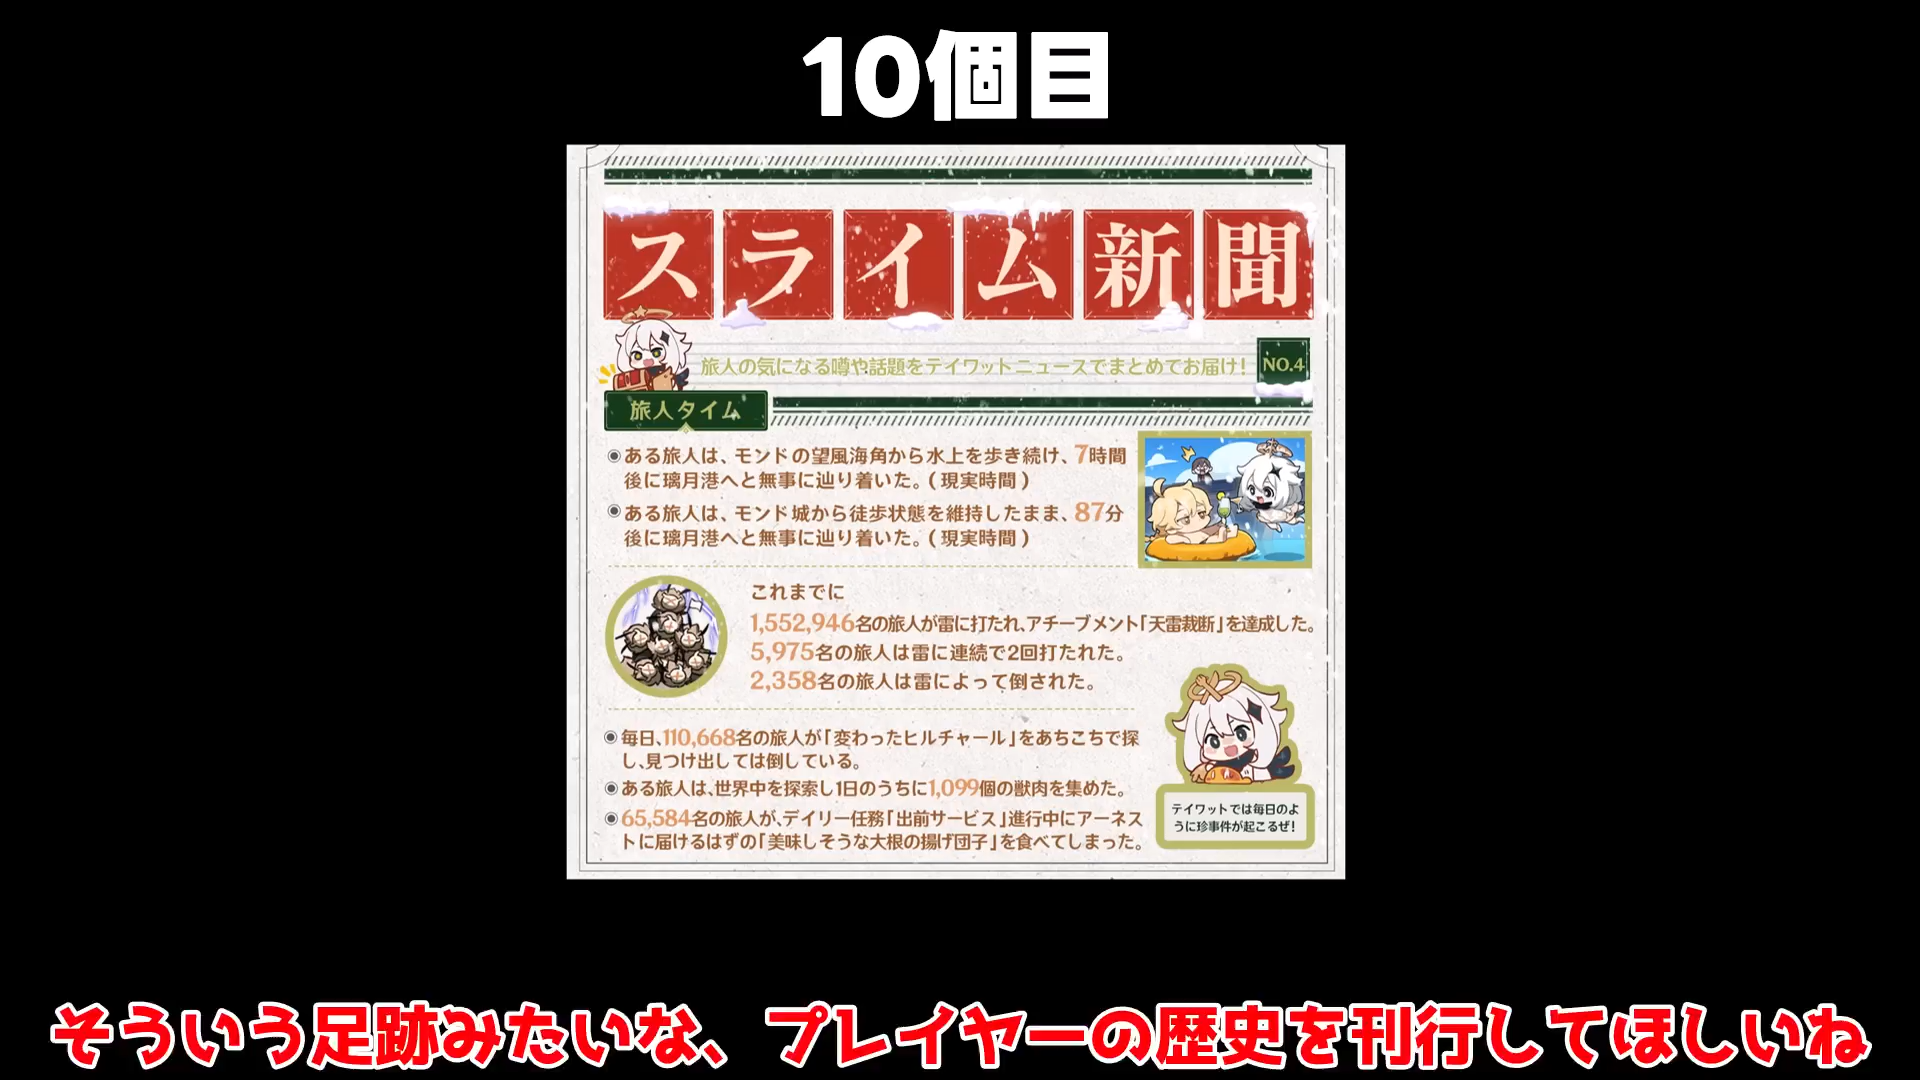 10個目
スライム新聞
旅人の気になる噂や話題をテイワットニュースでまとめてお届け!
NO.4
旅人タイム
◉ある旅人は、モンドの望風海角から水上を歩き続け、7時間
後に璃月港へと無事に辿り着いた。(現実時間)
◉ある旅人は、モンド城から徒歩状態を維持したまま、87分
後に璃月港へと無事に辿り着いた。(現実時間)
これまでに
1,552,946名の旅人が雷に打たれ、アチーブメント「天雷裁断」を達成した。
5,975名の旅人は雷に連続で2回打たれた。
2,358名の旅人は雷によって倒された。
◉毎日、110,668名の旅人が「変わったヒルチャール」をあちこちで探
し、見つけ出しては倒している。
◉ある旅人は、世界中を探索し1日のうちに1,099個の獣肉を集めた。
◉65,584名の旅人が、デイリー任務「出前サービス」進行中にアーネス
トに届けるはずの「美味しそうな大根の揚げ団子」を食べてしまった。
テイワットでは毎日のよ
うに珍事件が起こるぜ!
そういう足跡みたいな、プレイヤーの歴史を刊行してほしいね